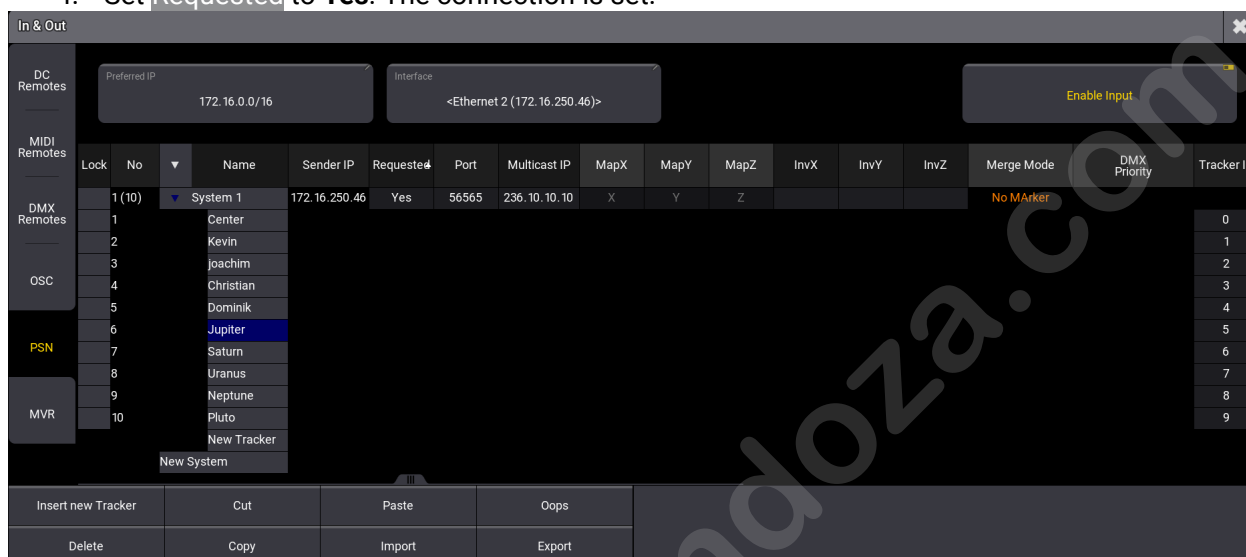 Set Requested to Yes. The connection is set.
In & Out
DC Remotes
MIDI Remotes
DMX Remotes
OSC
PSN
MVR
Preferred IP
172.16.0.0/16
Interface
<Ethernet 2 (172.16.250.46)>
Enable Input
Lock No Name Sender IP Requested Port Multicast IP MapX MapY MapZ InvX InvY InvZ Merge Mode DMX Priority Tracker I
1 (10) System 1 172.16.250.46 Yes 56565 236.10.10.10 X Y Z No MArker
1 Center 0
2 Kevin 1
3 joachim 2
4 Christian 3
5 Dominik 4
6 Jupiter 5
7 Saturn 6
8 Uranus 7
9 Neptune 8
10 Pluto 9
New Tracker
New System
Insert new Tracker Cut Paste Oops
Delete Copy Import Export
doza.com